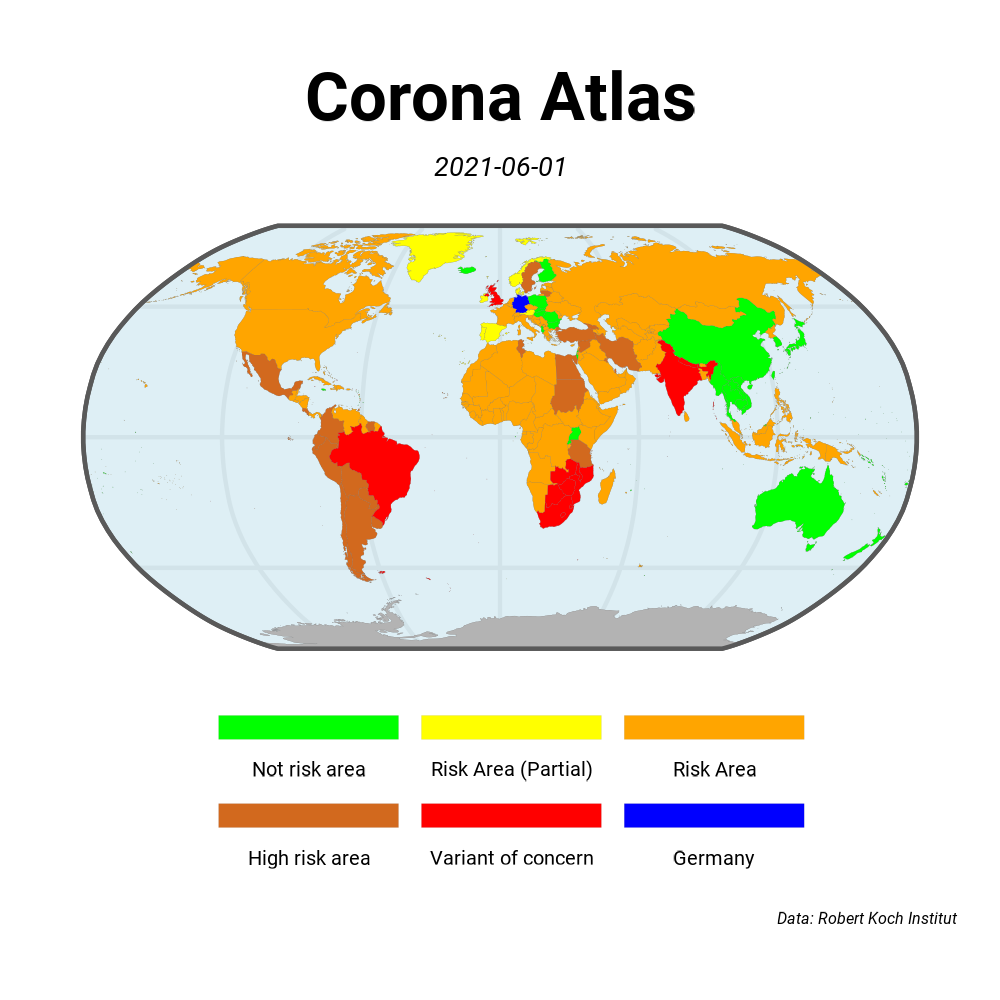 Corona Atlas
2021-06-01
Not risk area
Risk Area (Partial)
Risk Area
High risk area
Variant of concern
Germany
Data: Robert Koch Institut